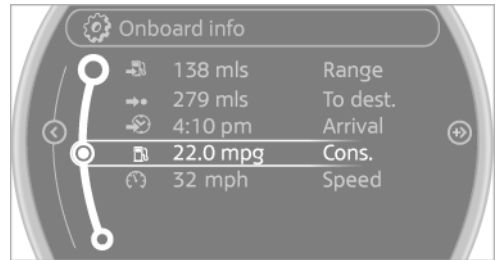 Onboard info
138 mls Range
279 mls To dest.
4:10 pm Arrival
22.0 mpg Cons.
32 mph Speed